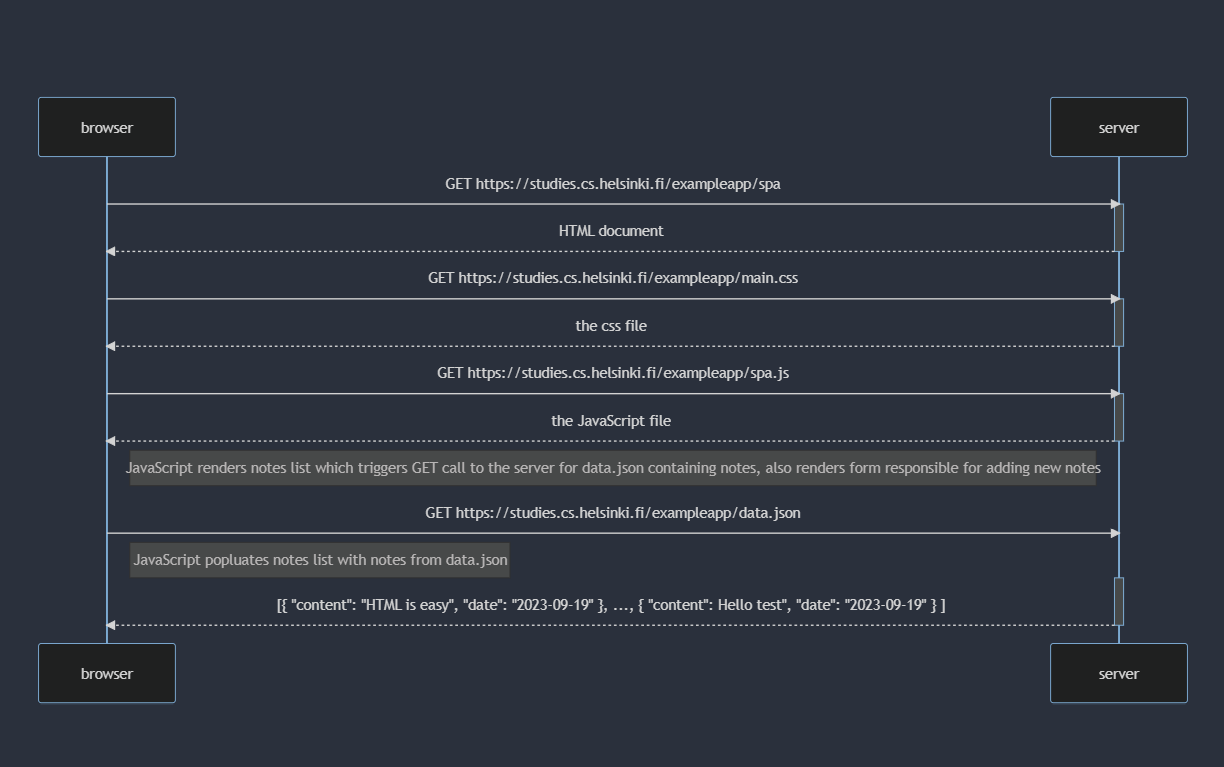 browser
server
GET https://studies.cs.helsinki.fi/exampleapp/spa
HTML document
GET https://studies.cs.helsinki.fi/exampleapp/main.css
the css file
GET https://studies.cs.helsinki.fi/exampleapp/spa.js
the JavaScript file
JavaScript renders notes list which triggers GET call to the server for data.json containing notes, also renders form responsible for adding new notes
GET https://studies.cs.helsinki.fi/exampleapp/data.json
JavaScript popluates notes list with notes from data.json
[{ "content": "HTML is easy", "date": "2023-09-19" }, ..., { "content": Hello test", "date": "2023-09-19" } ]
browser
server